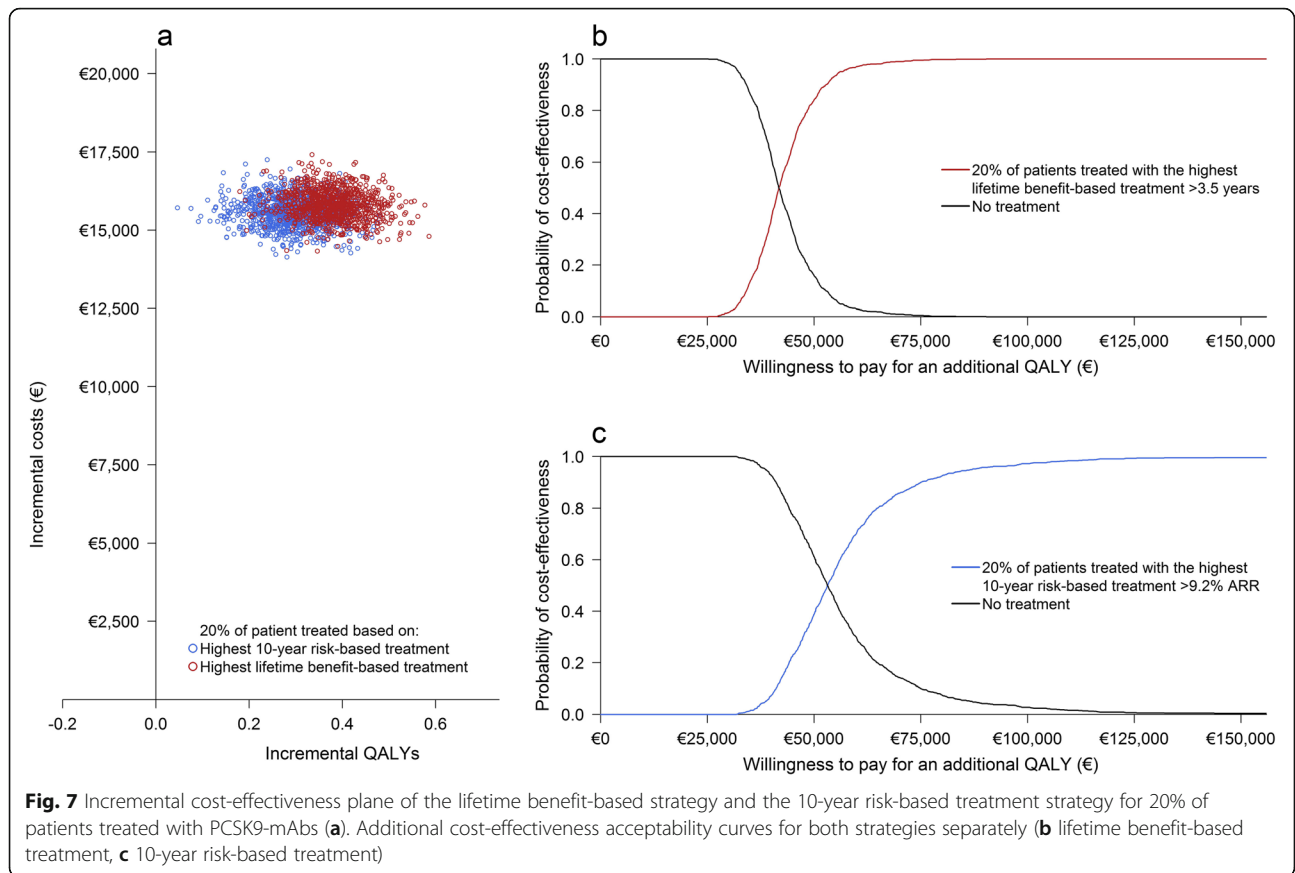 a
€20,000
€17,500
€15,000
€12,500
€10,000
€7,500
€5,000
€2,500
Incremental costs (€)
20% of patient treated based on:
Highest 10-year risk-based treatment
Highest lifetime benefit-based treatment
-0.2 0.0 0.2 0.4 0.6
Incremental QALYs
b
1.0
0.8
0.6
0.4
0.2
0.0
Probability of cost-effectiveness
20% of patients treated with the highest
lifetime benefit-based treatment >3.5 years
No treatment
€0 €25,000 €50,000 €75,000 €100,000 €125,000 €150,000
Willingness to pay for an additional QALY (€)
c
1.0
0.8
0.6
0.4
0.2
0.0
Probability of cost-effectiveness
20% of patients treated with the highest
10-year risk-based treatment >9.2% ARR
No treatment
€0 €25,000 €50,000 €75,000 €100,000 €125,000 €150,000
Willingness to pay for an additional QALY (€)
Fig. 7 Incremental cost-effectiveness plane of the lifetime benefit-based strategy and the 10-year risk-based treatment strategy for 20% of
patients treated with PCSK9-mAbs (a). Additional cost-effectiveness acceptability curves for both strategies separately (b lifetime benefit-based
treatment, c 10-year risk-based treatment)